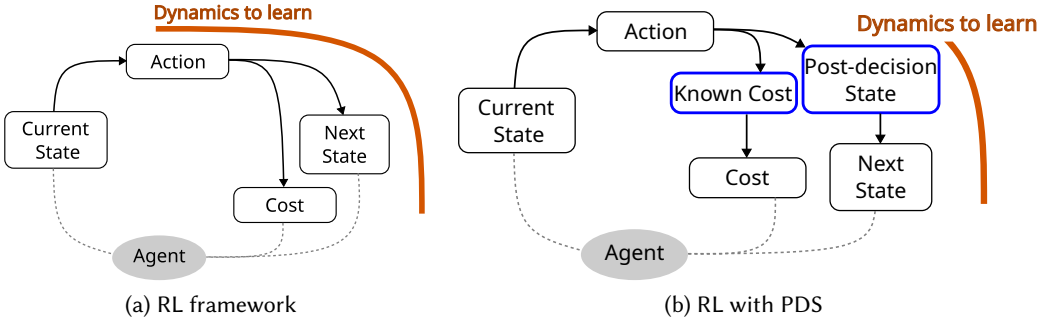 Dynamics to learn
Action
Current
State
Next
State
Cost
Agent
(a) RL framework
Dynamics to learn
Action
Post-decision
State
Known Cost
Current
State
Cost
Next
State
Agent
(b) RL with PDS